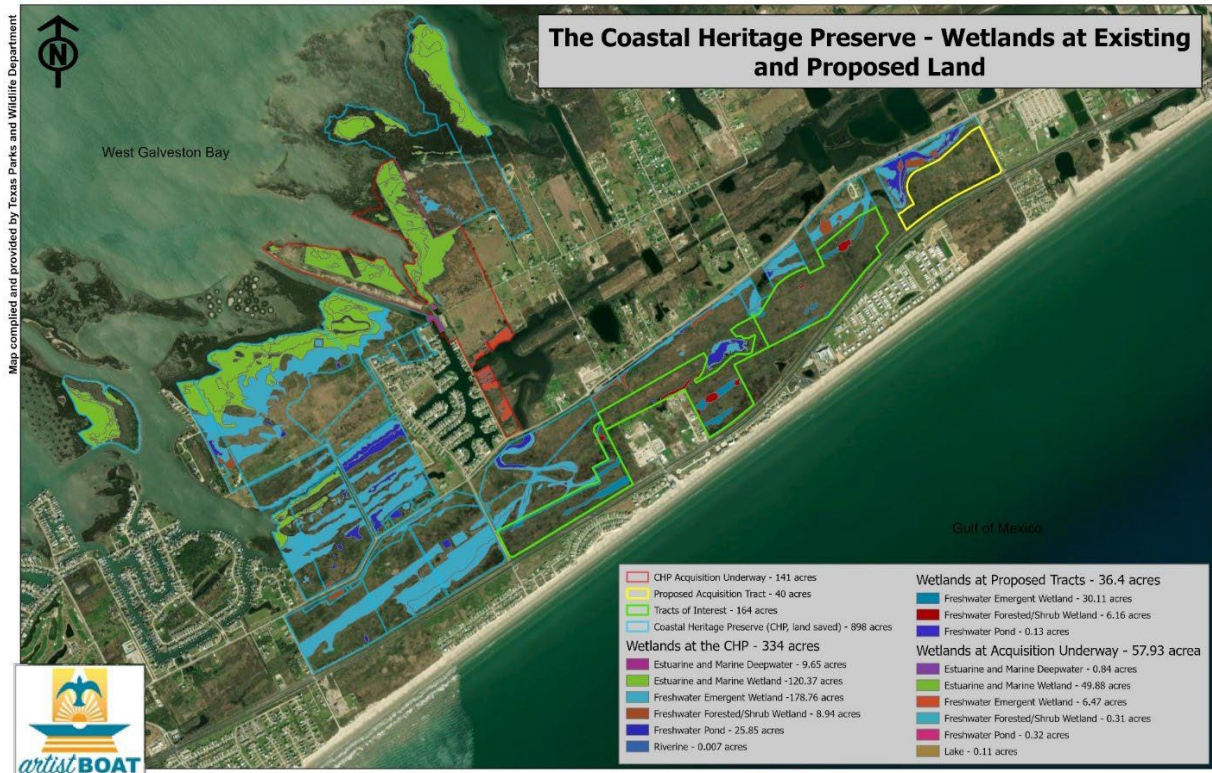 Map complied and provided by Texas Parks and Wildlife Department
N
The Coastal Heritage Preserve - Wetlands at Existing
and Proposed Land
West Galveston Bay
Gulf of Mexico
CHP Acquisition Underway - 141 acres
Proposed Acquisition Tract - 40 acres
Tracts of Interest - 164 acres
Coastal Heritage Preserve (CHP, land saved) - 898 acres
Wetlands at the CHP - 334 acres
Estuarine and Marine Deepwater - 9.65 acres
Estuarine and Marine Wetland -120.37 acres
Freshwater Emergent Wetland -178.76 acres
Freshwater Forested/Shrub Wetland - 8.94 acres
Freshwater Pond - 25.85 acres
Riverine - 0.007 acres
Wetlands at Proposed Tracts - 36.4 acres
Freshwater Emergent Wetland - 30.11 acres
Freshwater Forested/Shrub Wetland - 6.16 acres
Freshwater Pond - 0.13 acres
Wetlands at Acquisition Underway - 57.93 acrea
Estuarine and Marine Deepwater - 0.84 acres
Estuarine and Marine Wetland - 49.88 acres
Freshwater Emergent Wetland - 6.47 acres
Freshwater Forested/Shrub Wetland - 0.31 acres
Freshwater Pond - 0.32 acres
Lake - 0.11 acres
artist BOAT